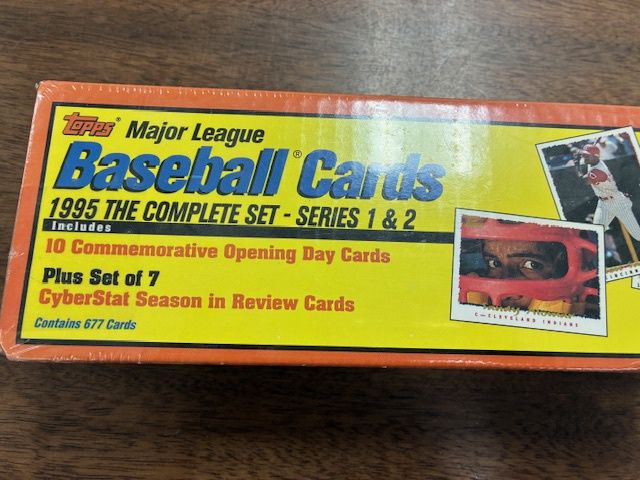 Topps® Major League
Baseball® Cards
1995 THE COMPLETE SET - SERIES 1 & 2
Includes
10 Commemorative Opening Day Cards
Plus Set of 7
CyberStat Season in Review Cards
Contains 677 Cards
C—CLEVELAND INDIANS